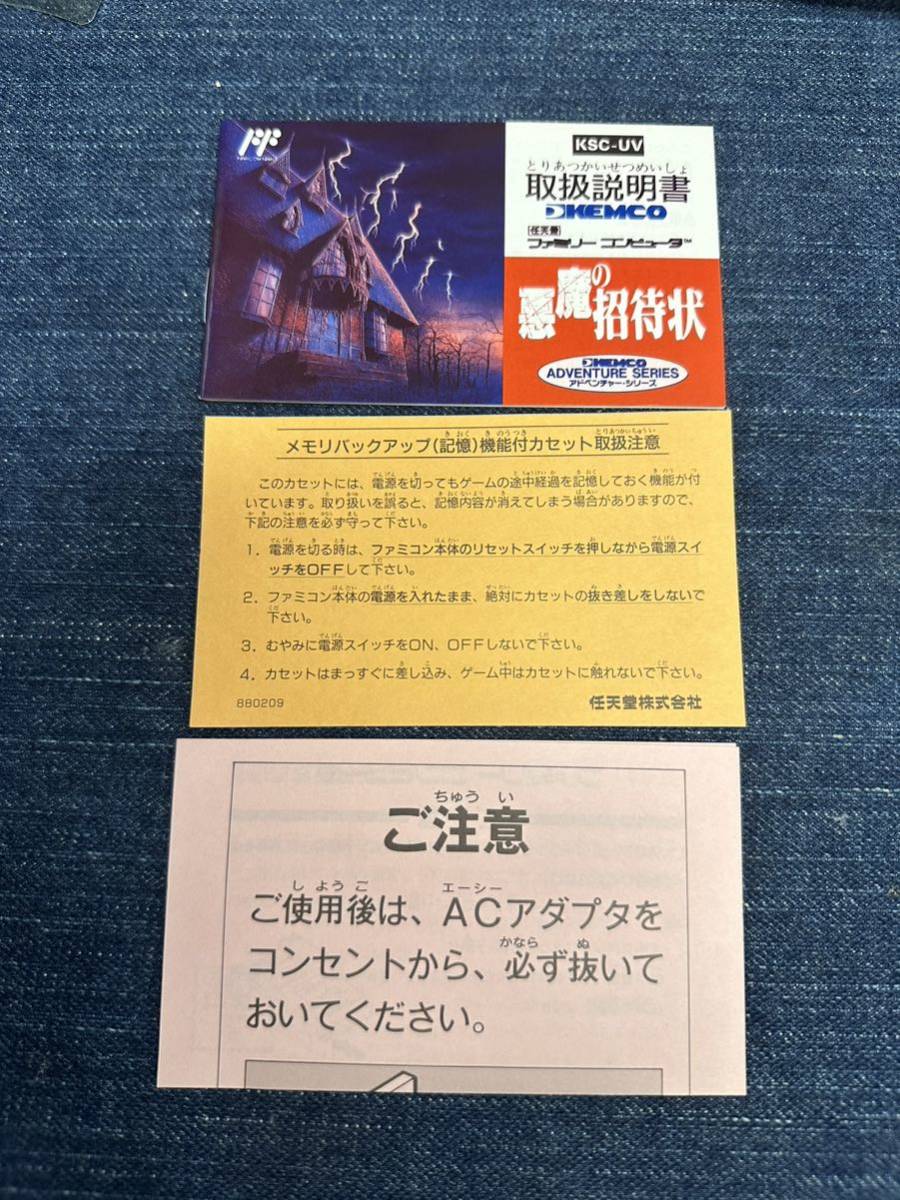 KSC-UV
とりあつかいせつめいしょ
取扱説明書
KEMCO
任天堂
ファミリー コンピュータ™
悪魔の
招待状
KEMCO
ADVENTURE SERIES
アドベンチャー・シリーズ
メモリバックアップ(記憶)機能付カセット取扱注意
このカセットには、電源を切ってもゲームの途中経過を記憶しておく機能が付
いています。取り扱いを誤ると、記憶内容が消えてしまう場合がありますので、
下記の注意を必ず守って下さい。
1. 電源を切る時は、ファミコン本体のリセットスイッチを押しながら電源スイ
ッチをOFFして下さい。
2. ファミコン本体の電源を入れたまま、絶対にカセットの抜き差しをしないで
下さい。
3. むやみに電源スイッチをON、OFFしないで下さい。
4. カセットはまっすぐに差し込み、ゲーム中はカセットに触れないで下さい。
880209
任天堂株式会社
ちゅう い
ご注意
し よう ご エーシー
ご使用後は、ACアダプタを
かなら ぬ
コンセントから、必ず抜いて
おいてください。